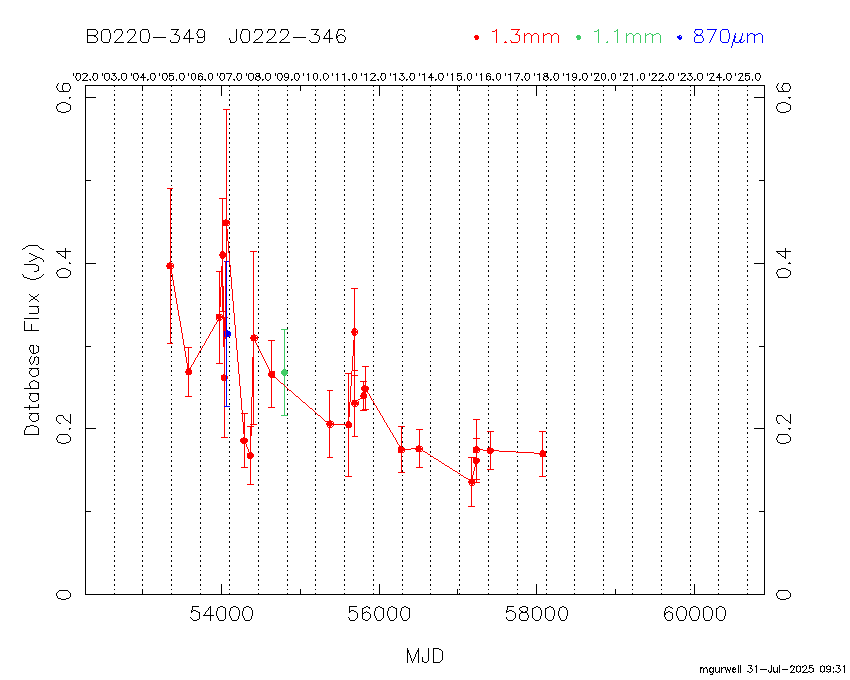 B0220-349 J0222-346 1.3mm 1.1mm 870μm
'02.0 '03.0 '04.0 '05.0 '06.0 '07.0 '08.0 '09.0 '10.0 '11.0 '12.0 '13.0 '14.0 '15.0 '16.0 '17.0 '18.0 '19.0 '20.0 '21.0 '22.0 '23.0 '24.0 '25.0
0.6 0.6
0.4 0.4
Database Flux (Jy)
0.2 0.2
0 0
54000 56000 58000 60000
MJD
mgurwell 31-Jul-2025 09:31